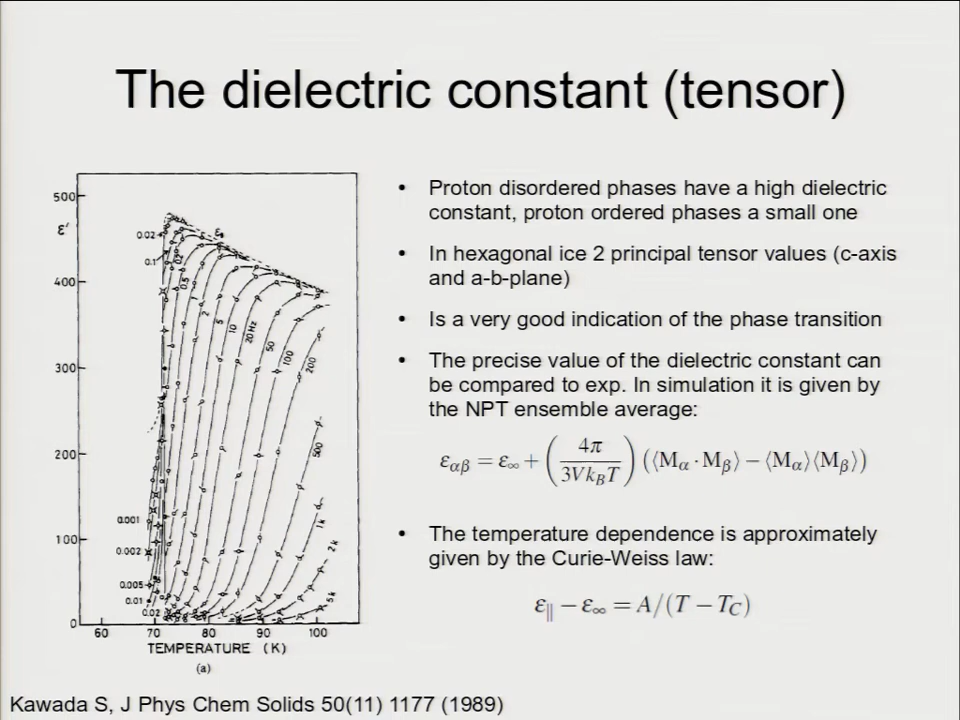 The dielectric constant (tensor)
500
ε'
400
300
200
100
0
60
70
80
90
100
TEMPERATURE (K)
(a)
0.02
0.1
εs
0.5
1
2
5
10
20Hz
50
100
200
500
1k
2k
5k
0.001
0.002
0.005
0.01
0.02
• Proton disordered phases have a high dielectric
constant, proton ordered phases a small one
• In hexagonal ice 2 principal tensor values (c-axis
and a-b-plane)
• Is a very good indication of the phase transition
• The precise value of the dielectric constant can
be compared to exp. In simulation it is given by
the NPT ensemble average:
ε_αβ = ε_∞ + (4π / 3Vk_BT) (⟨M_α · M_β⟩ − ⟨M_α⟩⟨M_β⟩)
• The temperature dependence is approximately
given by the Curie-Weiss law:
ε_|| − ε_∞ = A/(T − T_C)
Kawada S, J Phys Chem Solids 50(11) 1177 (1989)